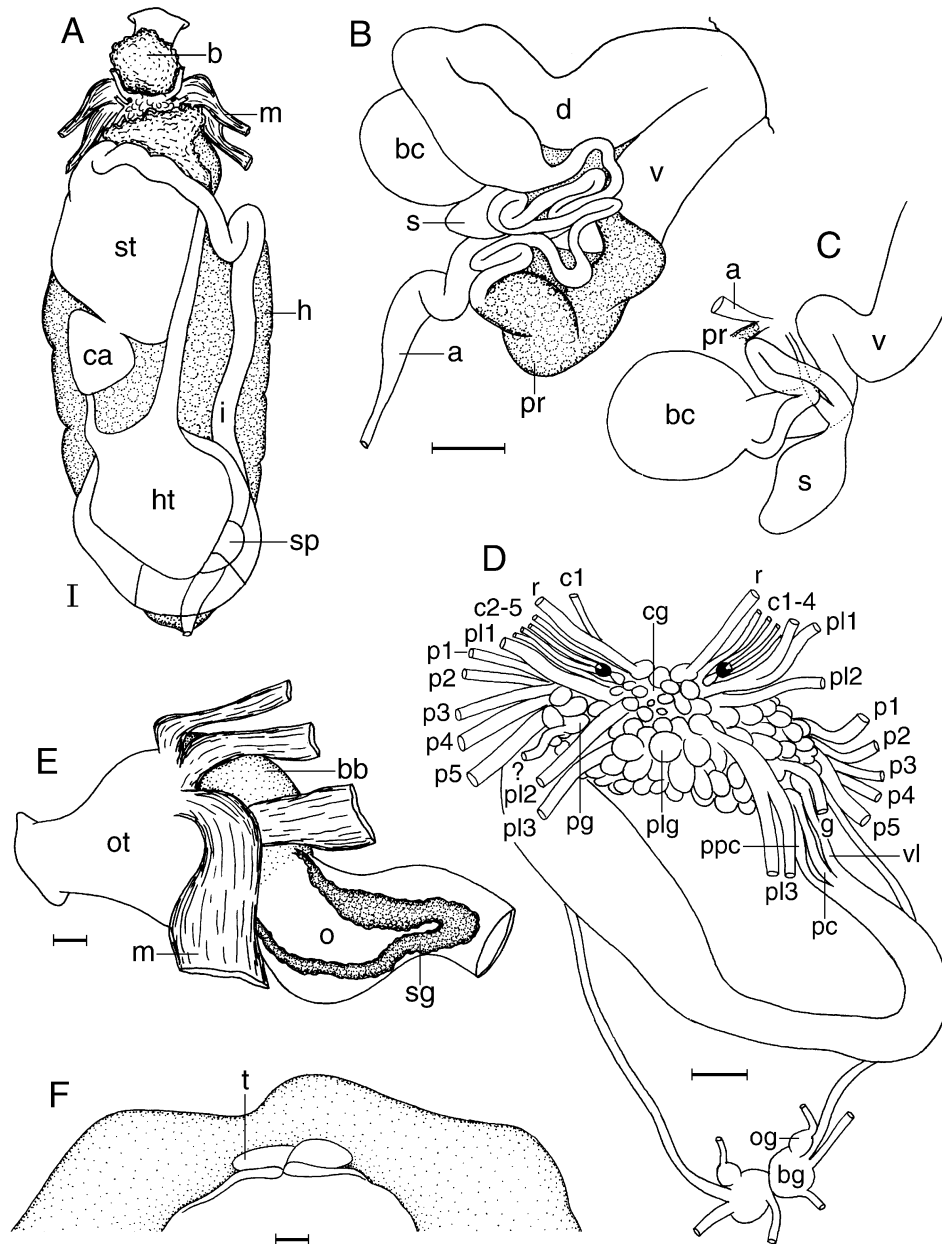 A
b
m
st
h
ca
i
ht
sp
B
d
bc
v
s
a
pr
C
a
pr
v
bc
s
D
r
c1
r
c2-5
cg
c1-4
pl1
pl1
p1
p2
pl2
p3
p1
p4
p2
p5
p3
?
p4
pl2
g
p5
pl3
pg
plg
ppc
vl
pl3
pc
og
bg
E
bb
ot
o
m
sg
F
t